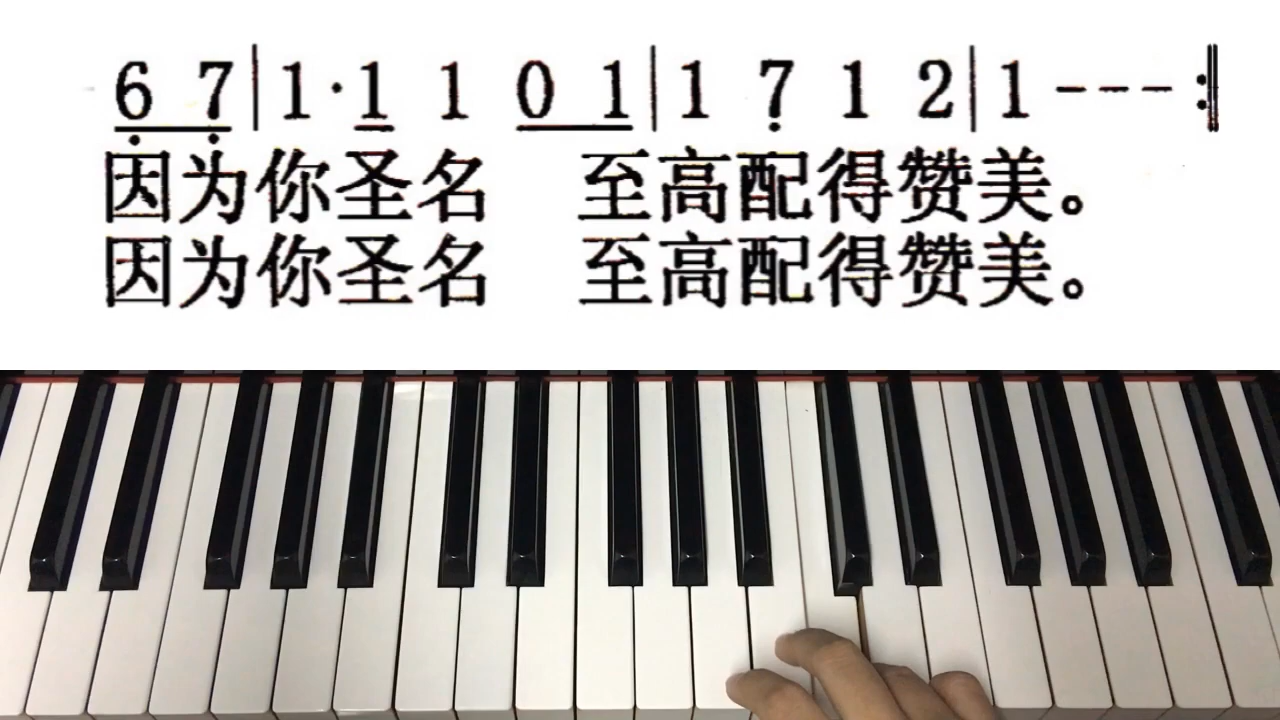 6 7 | 1· 1 1 0 1 | 1 7 1 2 | 1 - - - :‖
因为你圣名 至高配得赞美。
因为你圣名 至高配得赞美。